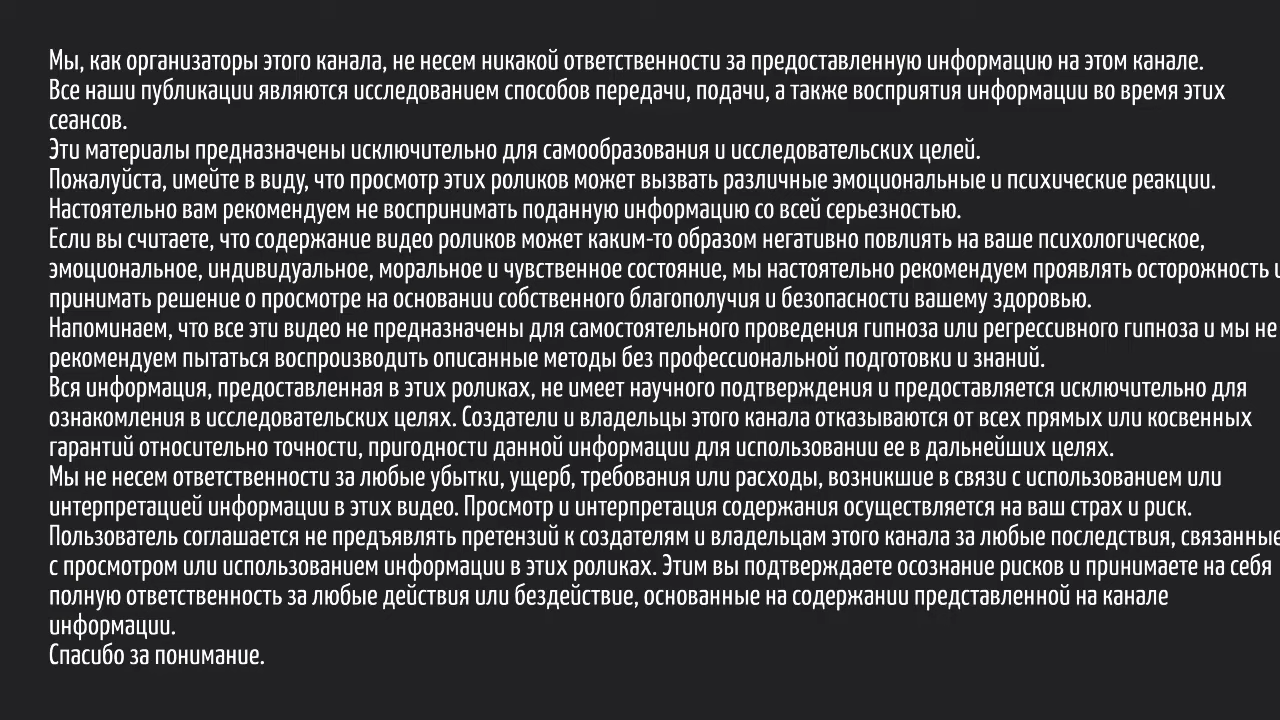 Мы, как организаторы этого канала, не несем никакой ответственности за предоставленную информацию на этом канале.
Все наши публикации являются исследованием способов передачи, подачи, а также восприятия информации во время этих
сеансов.
Эти материалы предназначены исключительно для самообразования и исследовательских целей.
Пожалуйста, имейте в виду, что просмотр этих роликов может вызвать различные эмоциональные и психические реакции.
Настоятельно вам рекомендуем не воспринимать поданную информацию со всей серьезностью.
Если вы считаете, что содержание видео роликов может каким-то образом негативно повлиять на ваше психологическое,
эмоциональное, индивидуальное, моральное и чувственное состояние, мы настоятельно рекомендуем проявлять осторожность и
принимать решение о просмотре на основании собственного благополучия и безопасности вашему здоровью.
Напоминаем, что все эти видео не предназначены для самостоятельного проведения гипноза или регрессивного гипноза и мы не
рекомендуем пытаться воспроизводить описанные методы без профессиональной подготовки и знаний.
Вся информация, предоставленная в этих роликах, не имеет научного подтверждения и предоставляется исключительно для
ознакомления в исследовательских целях. Создатели и владельцы этого канала отказываются от всех прямых или косвенных
гарантий относительно точности, пригодности данной информации для использовании ее в дальнейших целях.
Мы не несем ответственности за любые убытки, ущерб, требования или расходы, возникшие в связи с использованием или
интерпретацией информации в этих видео. Просмотр и интерпретация содержания осуществляется на ваш страх и риск.
Пользователь соглашается не предъявлять претензий к создателям и владельцам этого канала за любые последствия, связанные
с просмотром или использованием информации в этих роликах. Этим вы подтверждаете осознание рисков и принимаете на себя
полную ответственность за любые действия или бездействие, основанные на содержании представленной на канале
информации.
Спасибо за понимание.